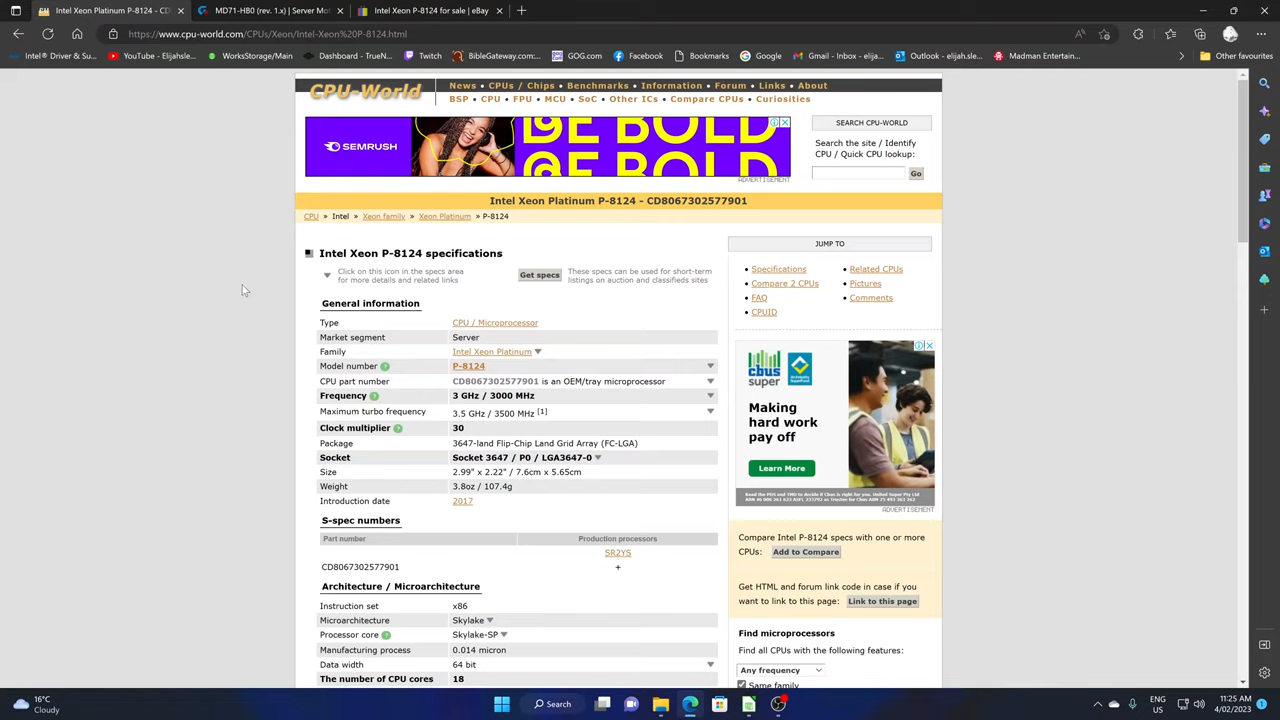 Intel Xeon Platinum P-8124 - CD
MD71-HB0 (rev. 1.x) | Server Mot
Intel Xeon Platinum P-8124 for sale | eBay
https://www.cpu-world.com/CPUs/Xeon/Intel-Xeon%20P-8124.html
Intel® Driver & Su...
YouTube - Elijahsle...
WorksStorage/Main
Dashboard - TrueN...
Twitch
BibleGateway.com:...
GOG.com
Facebook
Bookmarks
Google
Gmail - Inbox - elija...
Outlook - elijah.sle...
Madman Entertain...
Other favorites
CPU-World
News • CPUs / Chips • Benchmarks • Information • Forum • Links • About
BSP • CPU • FPU • MCU • SoC • Other ICs • Compare CPUs • Curiosities
SEMRUSH
BE BOLD
BE BOLD
ADVERTISEMENT
SEARCH CPU-WORLD
Search the site / Identify
CPU / Quick CPU lookup:
Go
Intel Xeon Platinum P-8124 - CD8067302577901
CPU » Intel » Xeon family » Xeon Platinum » P-8124
Intel Xeon P-8124 specifications
Click on this icon in the specs area
for more details and related links
Get specs
These specs can be used for short-term
listings on auction and classifieds sites
General information
Type CPU / Microprocessor
Market segment Server
Family Intel Xeon Platinum
Model number ? P-8124
CPU part number CD8067302577901 is an OEM/tray microprocessor
Frequency ? 3 GHz / 3000 MHz
Maximum turbo frequency 3.5 GHz / 3500 MHz [1]
Clock multiplier ? 30
Package 3647-land Flip-Chip Land Grid Array (FC-LGA)
Socket Socket 3647 / P0 / LGA3647-0
Size 2.99" x 2.22" / 7.6cm x 5.65cm
Weight 3.8oz / 107.4g
Introduction date 2017
S-spec numbers
Part number Production processors
SR2YS
CD8067302577901 +
Architecture / Microarchitecture
Instruction set x86
Microarchitecture Skylake
Processor core ? Skylake-SP
Manufacturing process 0.014 micron
Data width 64 bit
The number of CPU cores 18
JUMP TO
• Specifications • Related CPUs
• Compare 2 CPUs • Pictures
• FAQ • Comments
• CPUID
cbus
super
Making
hard work
pay off
Learn More
ADVERTISEMENT
Compare Intel P-8124 specs with one or more
CPUs: Add to Compare
Get HTML and forum link code in case if you
want to link to this page: Link to this page
Find microprocessors
Find all CPUs with the following features:
Any frequency
Same family
16°C
Cloudy
Search
ENG
US
11:25 AM
4/02/2023